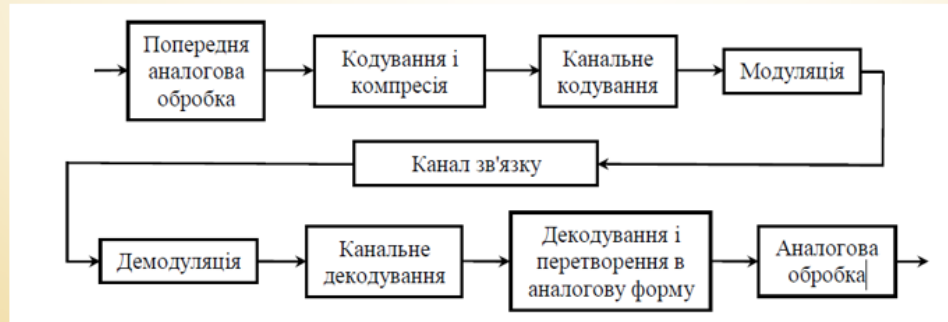 Попередня
аналогова
обробка
Кодування і
компресія
Канальне
кодування
Модуляція
Канал зв'язку
Демодуляція
Канальне
декодування
Декодування і
перетворення в
аналогову форму
Аналогова
обробка